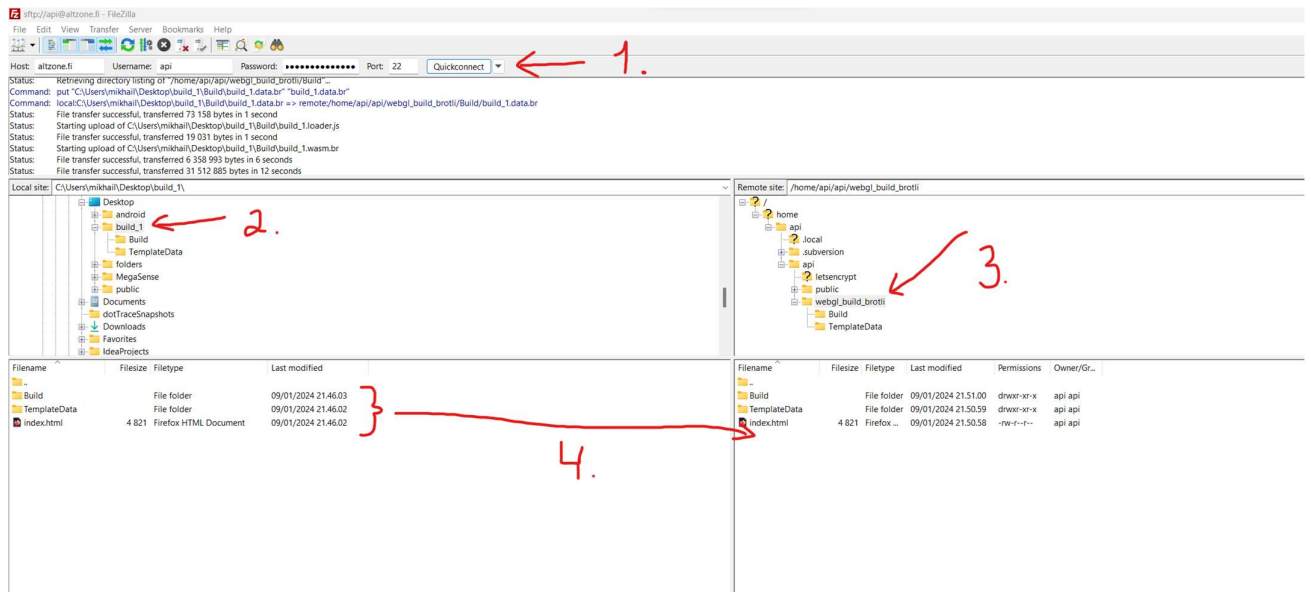 sftp://api@altzone.fi - FileZilla
File Edit View Transfer Server Bookmarks Help
Host: altzone.fi Username: api Password: •••••••••••••• Port: 22 Quickconnect
1.
Status: Retrieving directory listing of "/home/api/api/webgl_build_brotli/Build"...
Command: put "C:\Users\mikhail\Desktop\build_1\Build\build_1.data.br" "build_1.data.br"
Command: local:C:\Users\mikhail\Desktop\build_1\Build\build_1.data.br => remote:/home/api/api/webgl_build_brotli/Build/build_1.data.br
Status: File transfer successful, transferred 73 158 bytes in 1 second
Status: Starting upload of C:\Users\mikhail\Desktop\build_1\Build\build_1.loader.js
Status: File transfer successful, transferred 19 031 bytes in 1 second
Status: Starting upload of C:\Users\mikhail\Desktop\build_1\Build\build_1.wasm.br
Status: File transfer successful, transferred 6 358 993 bytes in 6 seconds
Status: File transfer successful, transferred 31 512 885 bytes in 12 seconds
Local site: C:\Users\mikhail\Desktop\build_1\
Desktop
android
build_1
2.
Build
TemplateData
folders
MegaSense
public
Documents
dotTraceSnapshots
Downloads
Favorites
IdeaProjects
Remote site: /home/api/api/webgl_build_brotli
/
home
api
.local
.subversion
api
letsencrypt
public
webgl_build_brotli
3.
Build
TemplateData
Filename Filesize Filetype Last modified
..
Build File folder 09/01/2024 21.46.03
TemplateData File folder 09/01/2024 21.46.02
index.html 4 821 Firefox HTML Document 09/01/2024 21.46.02
4.
Filename Filesize Filetype Last modified Permissions Owner/Gr...
..
Build File folder 09/01/2024 21.51.00 drwxr-xr-x api api
TemplateData File folder 09/01/2024 21.50.59 drwxr-xr-x api api
index.html 4 821 Firefox ... 09/01/2024 21.50.58 -rw-r--r-- api api